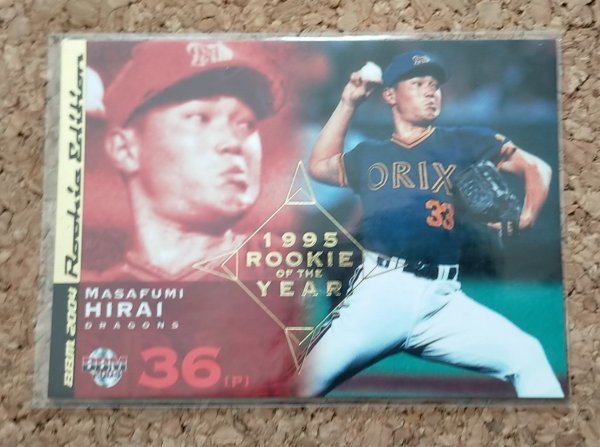 BBM 2004 Rookie Edition
1995
ROOKIE
OF THE
YEAR
MASAFUMI
HIRAI
DRAGONS
36 (P)
ORIX
33